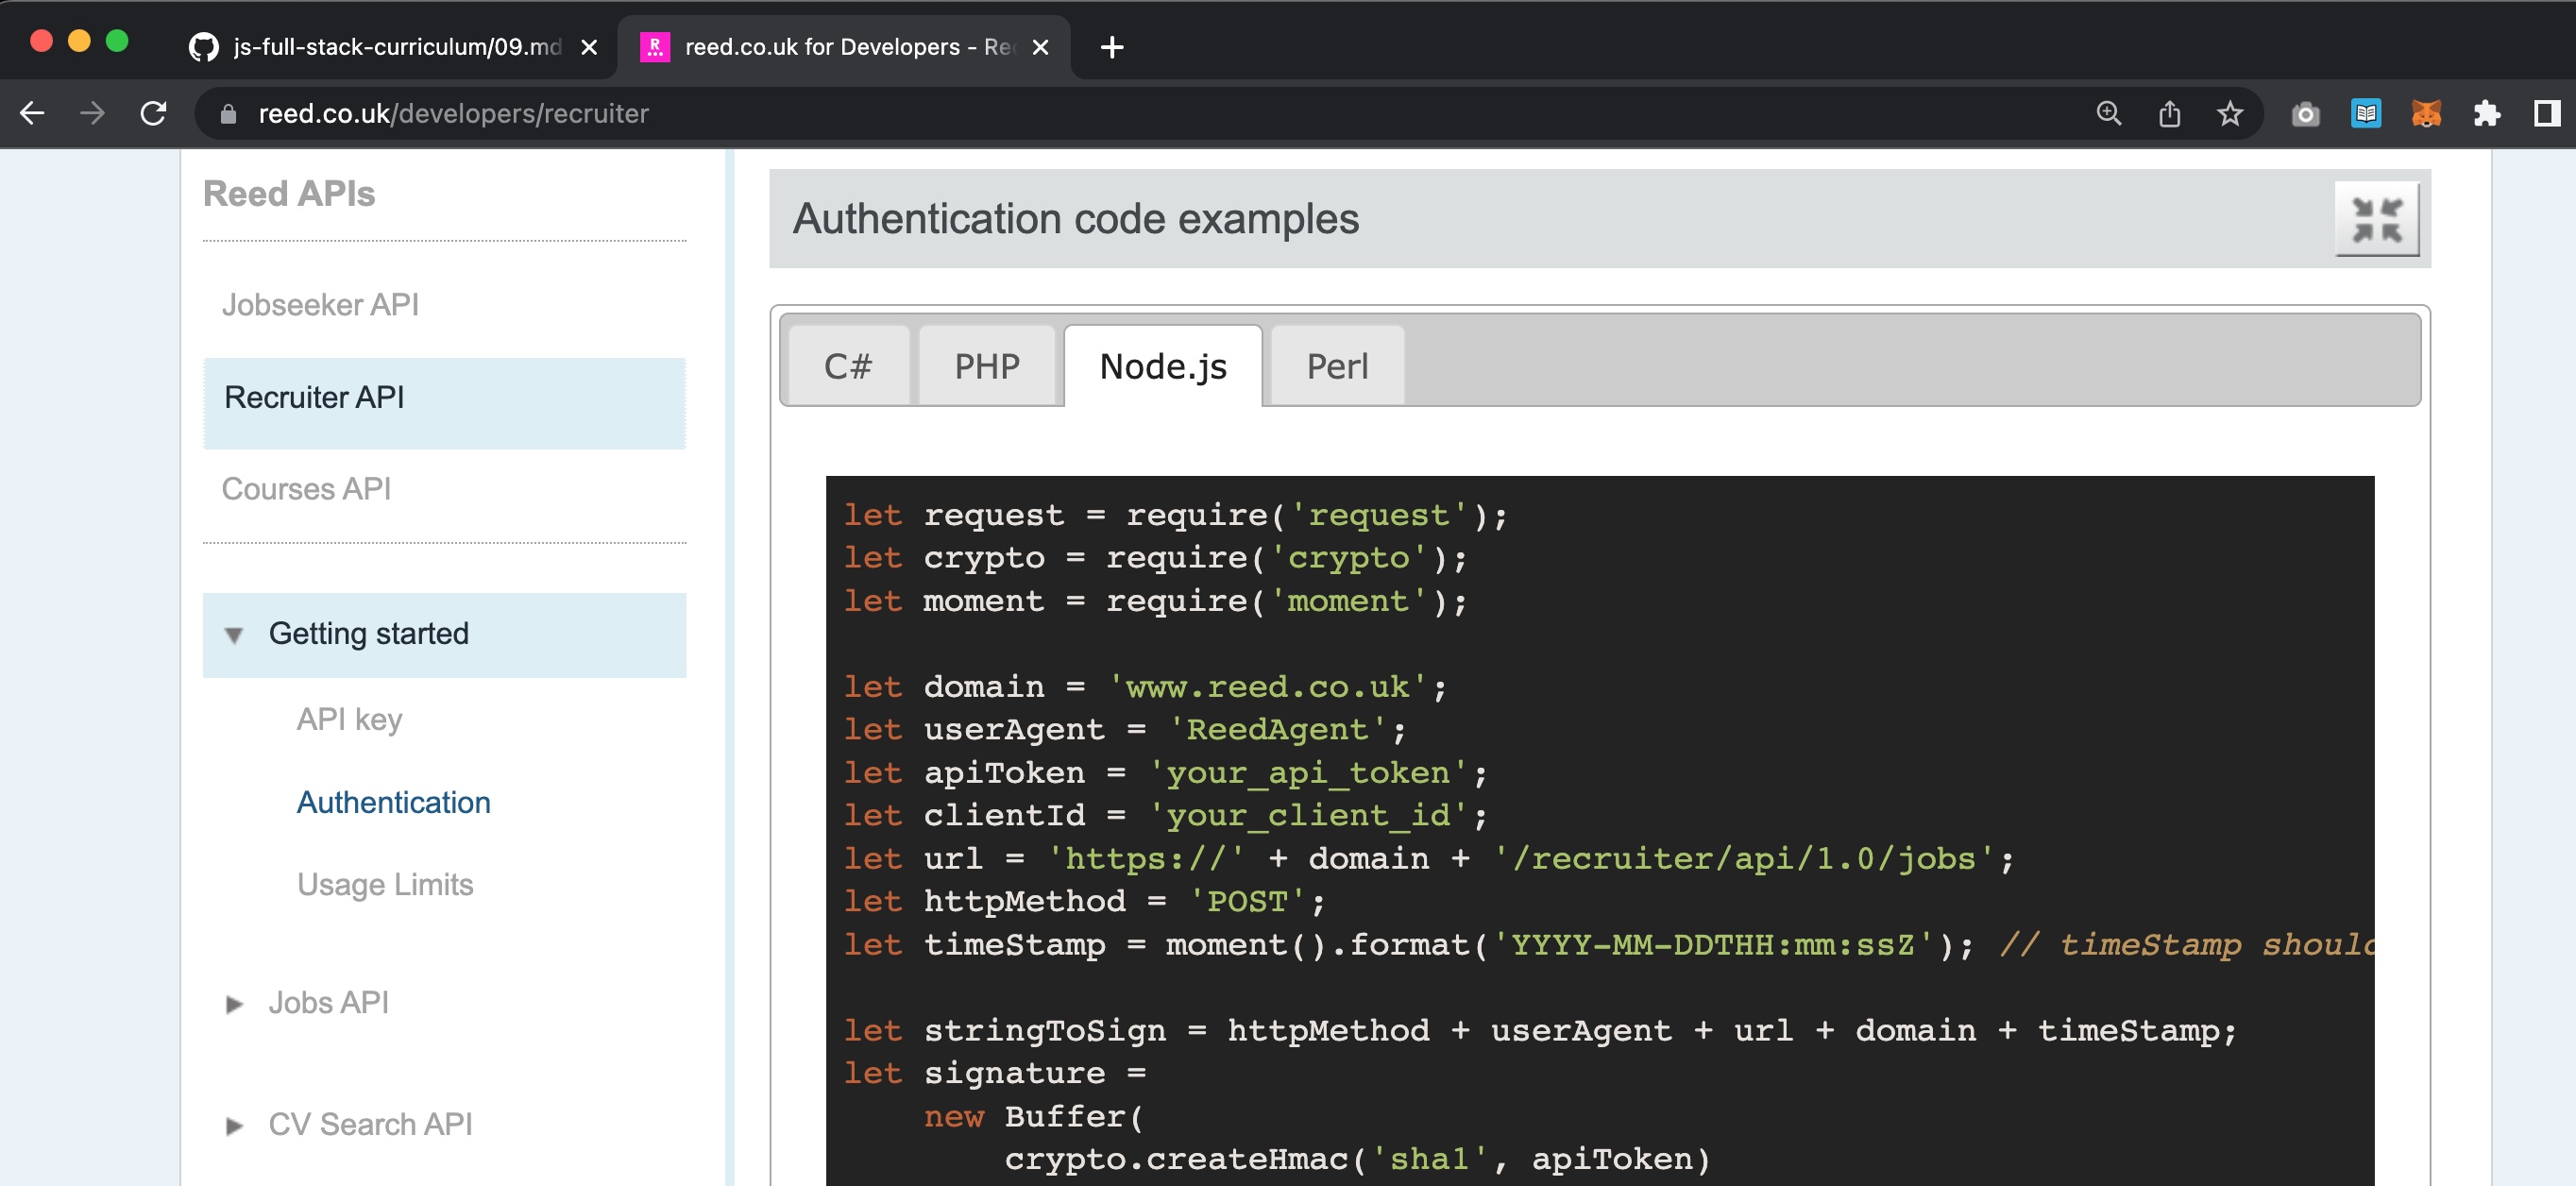 js-full-stack-curriculum/09.md
reed.co.uk for Developers - Re
reed.co.uk/developers/recruiter
Reed APIs
Jobseeker API
Recruiter API
Courses API
Getting started
API key
Authentication
Usage Limits
Jobs API
CV Search API
Authentication code examples
C#
PHP
Node.js
Perl
let request = require('request');
let crypto = require('crypto');
let moment = require('moment');
let domain = 'www.reed.co.uk';
let userAgent = 'ReedAgent';
let apiToken = 'your_api_token';
let clientId = 'your_client_id';
let url = 'https://' + domain + '/recruiter/api/1.0/jobs';
let httpMethod = 'POST';
let timeStamp = moment().format('YYYY-MM-DDTHH:mm:ssZ'); // timeStamp should
let stringToSign = httpMethod + userAgent + url + domain + timeStamp;
let signature =
new Buffer(
crypto.createHmac('sha1', apiToken)